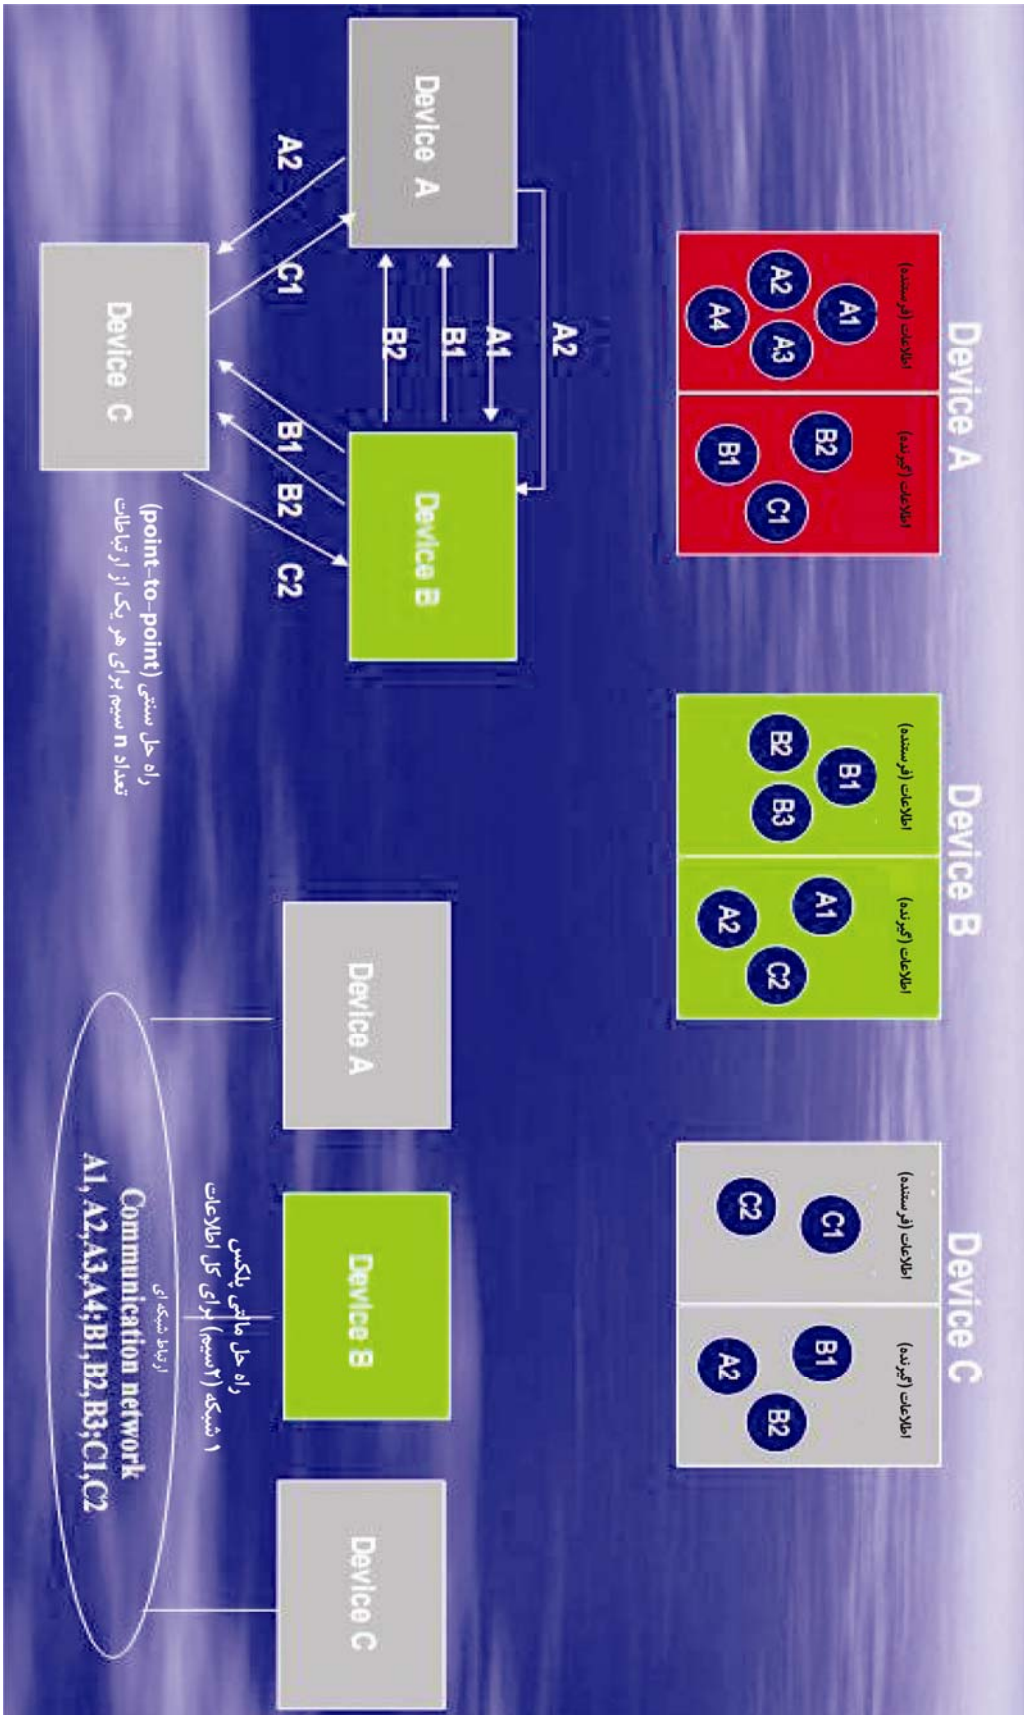 Device A
اطلاعات (فرستنده)
A1
A2
A3
A4
اطلاعات (گیرنده)
B2
B1
C1
Device B
اطلاعات (فرستنده)
B1
B2
B3
اطلاعات (گیرنده)
A1
A2
C2
Device C
اطلاعات (فرستنده)
C1
C2
اطلاعات (گیرنده)
B1
A2
B2
A2
Device A
A1
B1
B2
Device B
A2
C1
B1
B2
C2
Device C
راه حل سنتی (point-to-point)
تعداد n سیم برای هر یک از ارتباطات
Device A
Device B
Device C
راه حل مالتی پلکس
۱ شبکه (۲سیم) برای کل اطلاعات
ارتباط شبکه ای
Communication network
A1, A2,A3,A4;B1,B2,B3;C1,C2